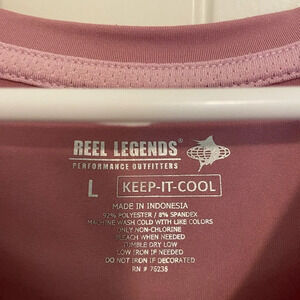 REEL LEGENDS®
PERFORMANCE OUTFITTERS
L KEEP-IT-COOL
MADE IN INDONESIA
92% POLYESTER / 8% SPANDEX
MACHINE WASH COLD WITH LIKE COLORS
ONLY NON-CHLORINE
BLEACH WHEN NEEDED
TUMBLE DRY LOW
LOW IRON IF NEEDED
DO NOT IRON IF DECORATED
RN # 76238